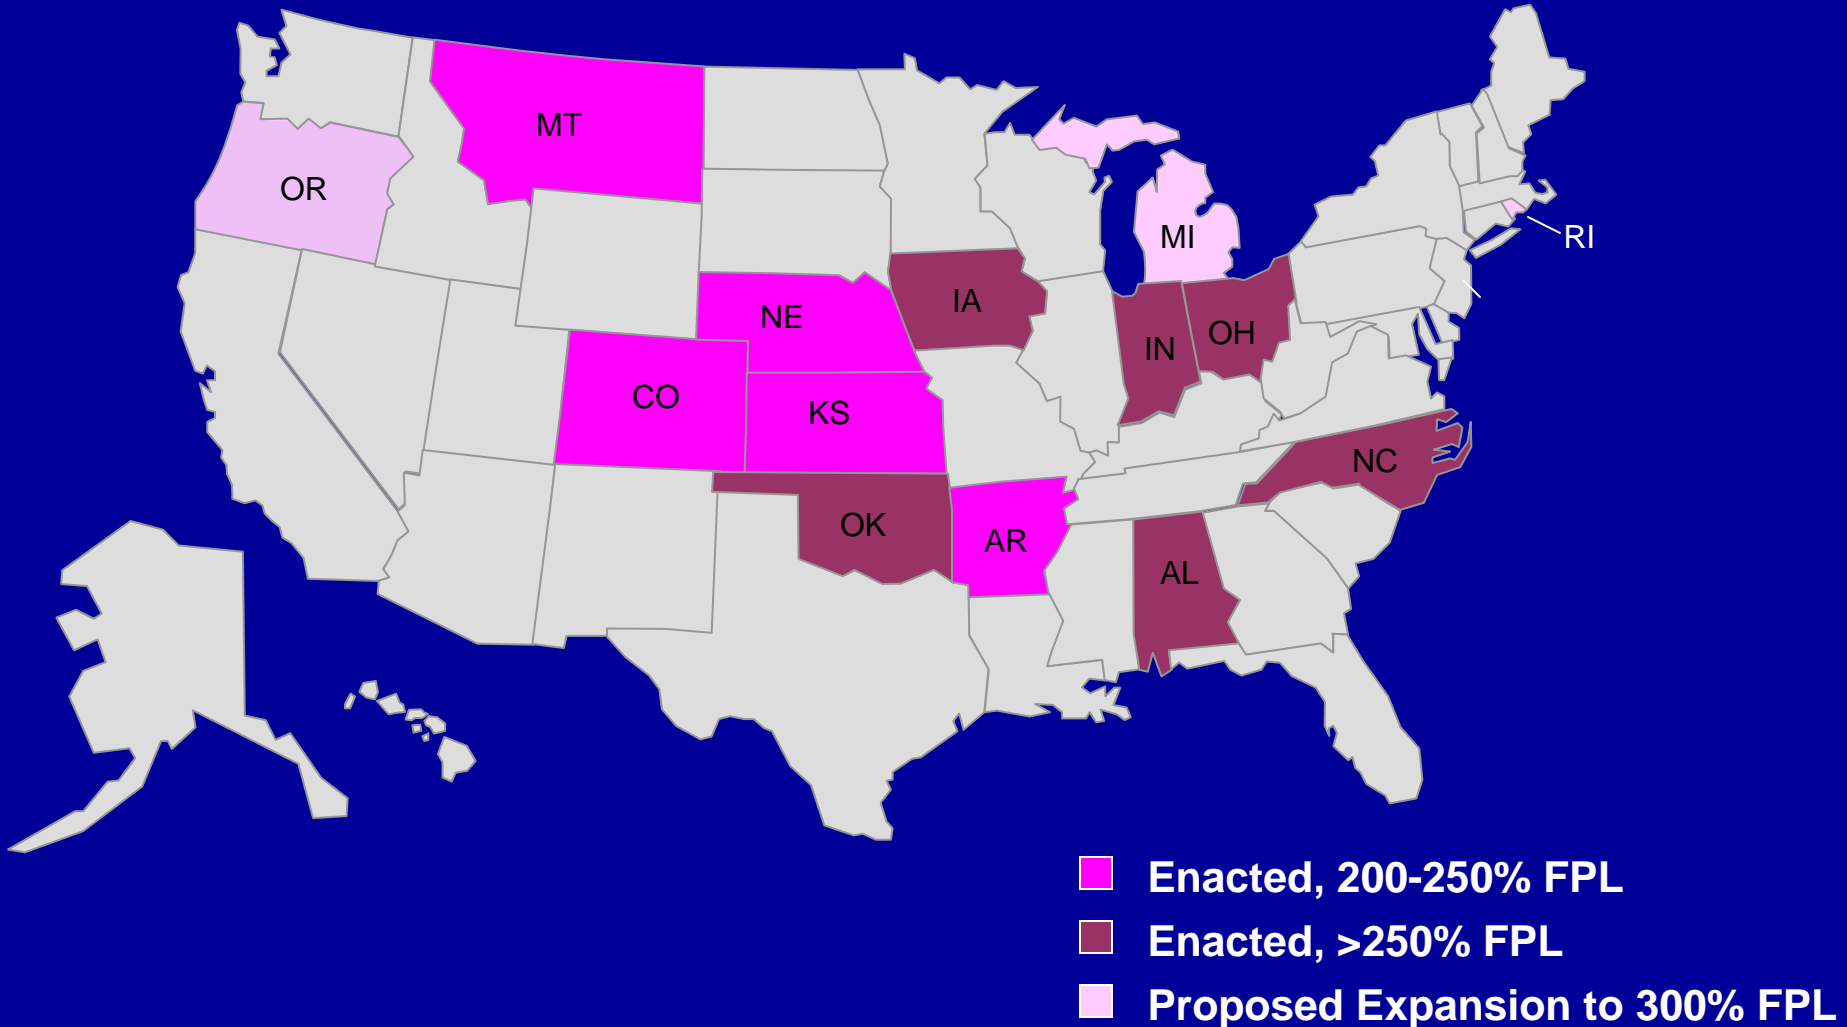 MT
OR
MI
RI
IA
NE
OH
IN
CO
KS
NC
OK
AR
AL
Enacted, 200-250% FPL
Enacted, >250% FPL
Proposed Expansion to 300% FPL